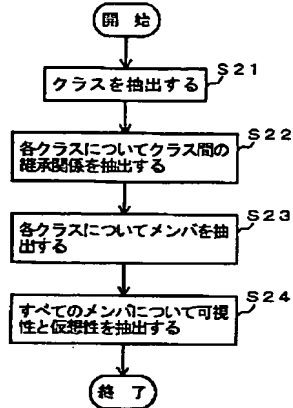 開 始
クラスを抽出する
S21
各クラスについてクラス間の
継承関係を抽出する
S22
各クラスについてメンバを抽
出する
S23
すべてのメンバについて可視
性と仮想性を抽出する
S24
終 了